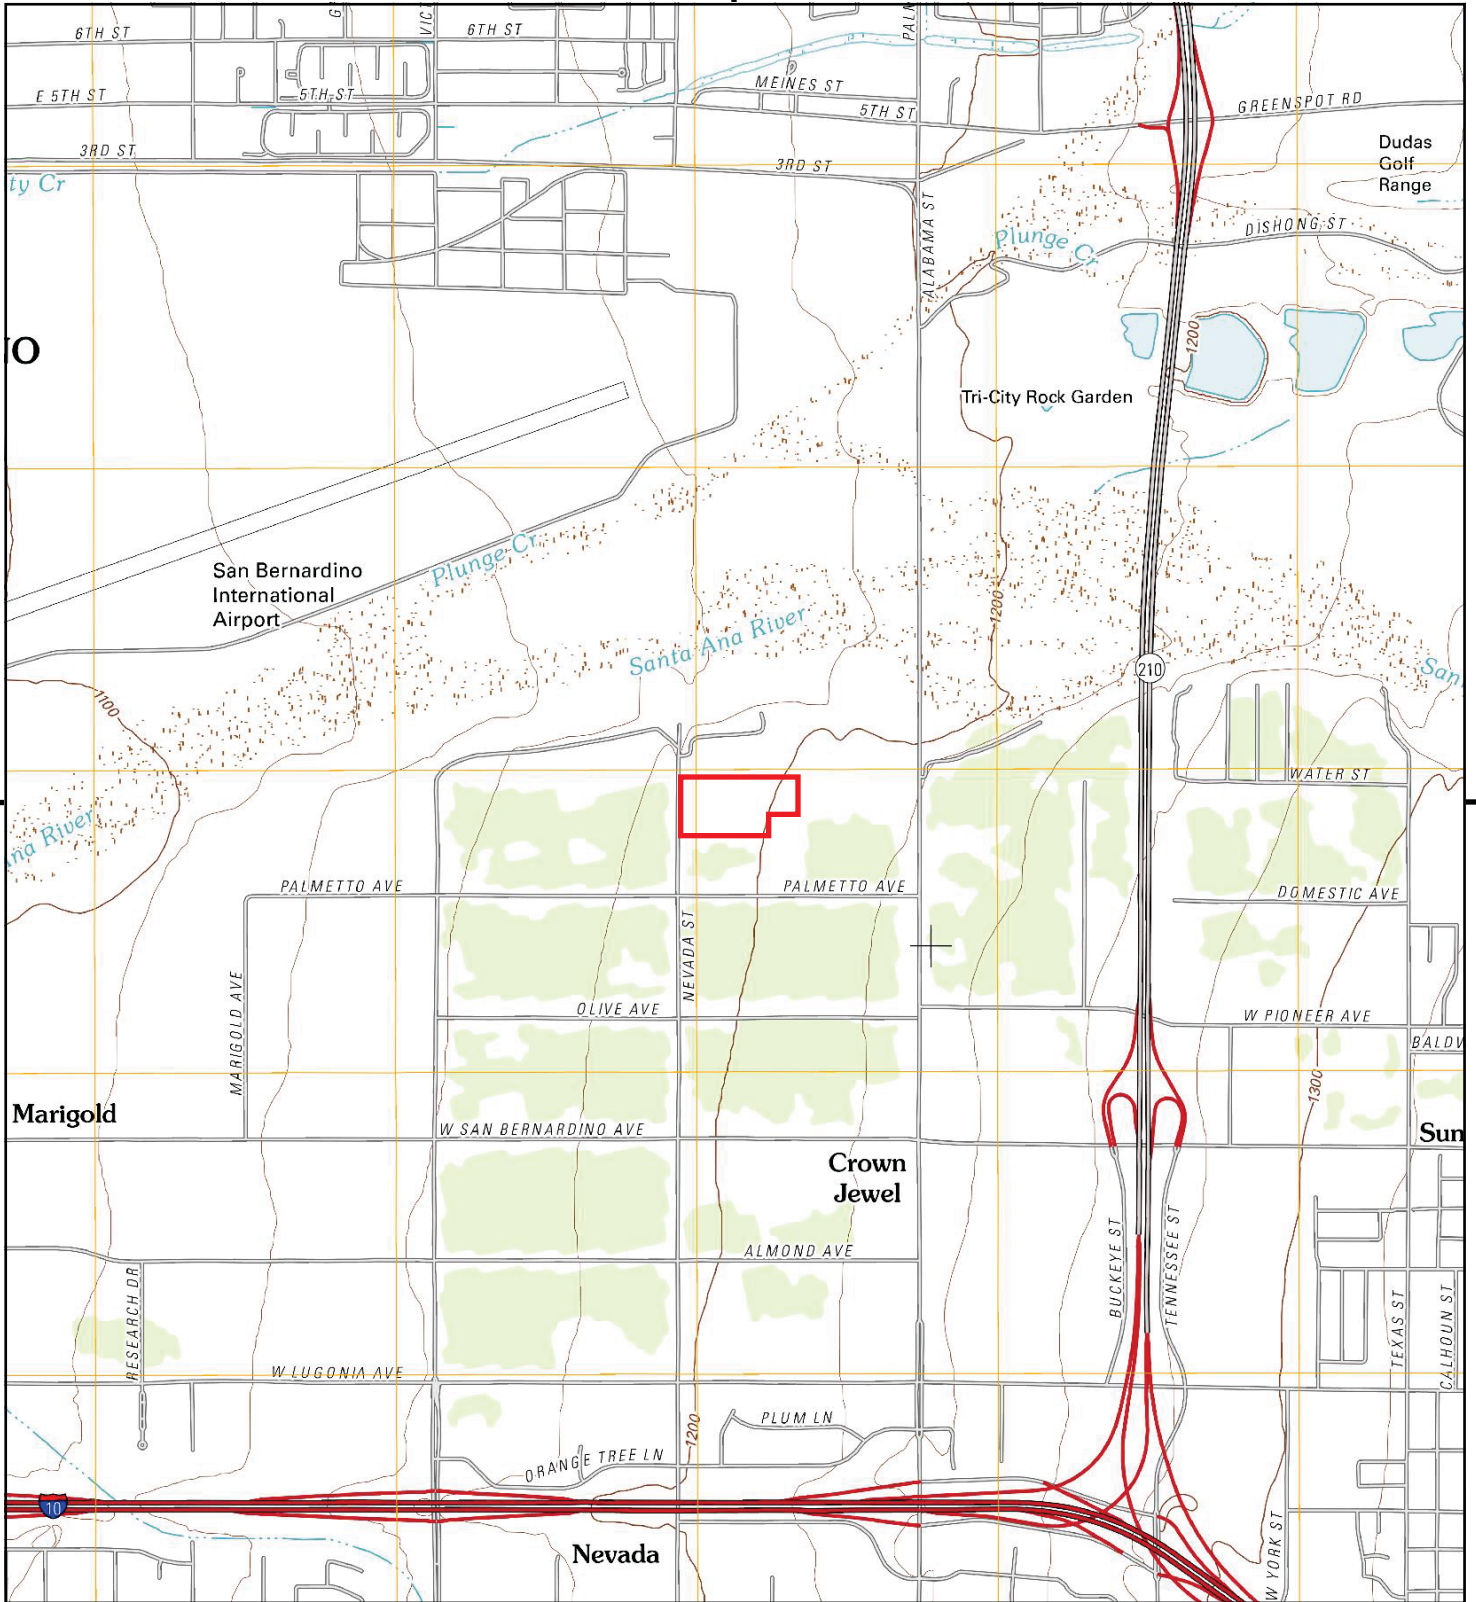 6TH ST
6TH ST
VICT
PALM
E 5TH ST
5TH ST
MEINES ST
5TH ST
GREENSPOT RD
3RD ST
3RD ST
Dudas
Golf
Range
ty Cr
ALABAMA ST
Plunge Cr
DISHONG ST
1200
Tri-City Rock Garden
San Bernardino
International
Airport
Plunge Cr
Santa Ana River
1200
210
San
1100
WATER ST
Ana River
PALMETTO AVE
PALMETTO AVE
DOMESTIC AVE
NEVADA ST
MARIGOLD AVE
OLIVE AVE
W PIONEER AVE
BALDW
1300
Marigold
W SAN BERNARDINO AVE
Sun
Crown
Jewel
BUCKEYE ST
TENNESSEE ST
ALMOND AVE
RESEARCH DR
TEXAS ST
CALHOUN ST
W LUGONIA AVE
PLUM LN
1200
ORANGE TREE LN
10
Nevada
W YORK ST